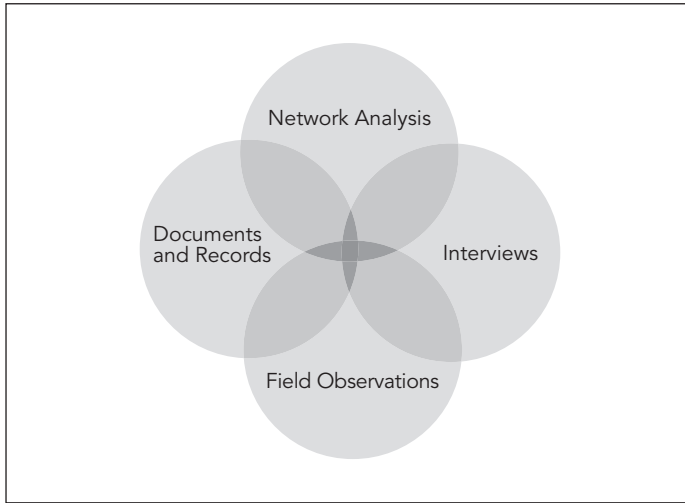 Network Analysis
Documents
and Records
Interviews
Field Observations